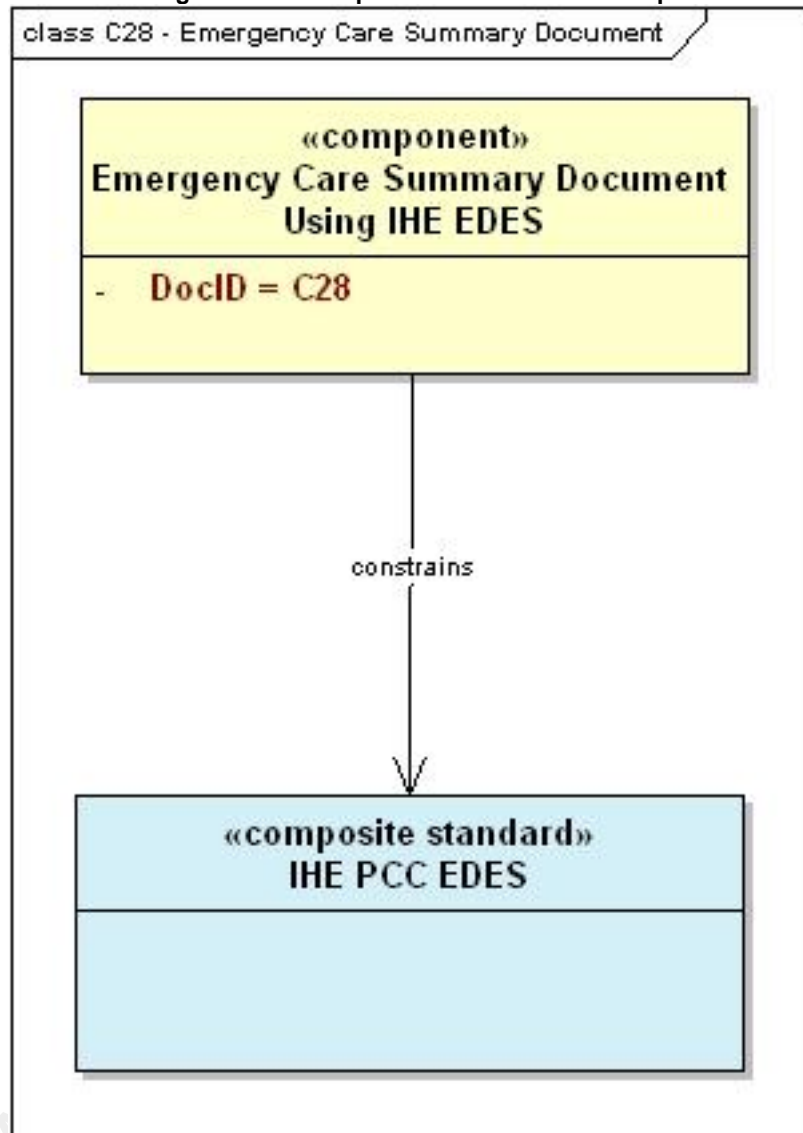 class C28 - Emergency Care Summary Document
«component»
Emergency Care Summary Document
Using IHE EDES
- DocID = C28
constrains
«composite standard»
IHE PCC EDES